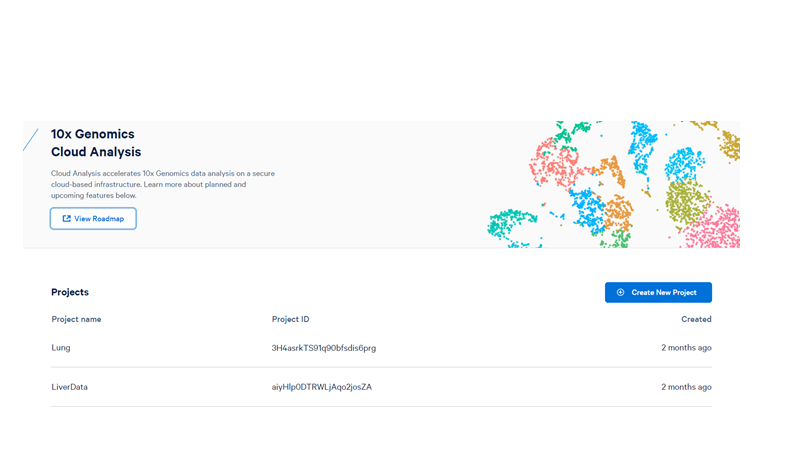 10x Genomics
Cloud Analysis
Cloud Analysis accelerates 10x Genomics data analysis on a secure
cloud-based infrastructure. Learn more about planned and
upcoming features below.
View Roadmap
Projects
Create New Project
Project name Project ID Created
Lung 3H4asrkTS91q90bfsdis6prg 2 months ago
LiverData aiyHlp0DTRWLjAqo2josZA 2 months ago